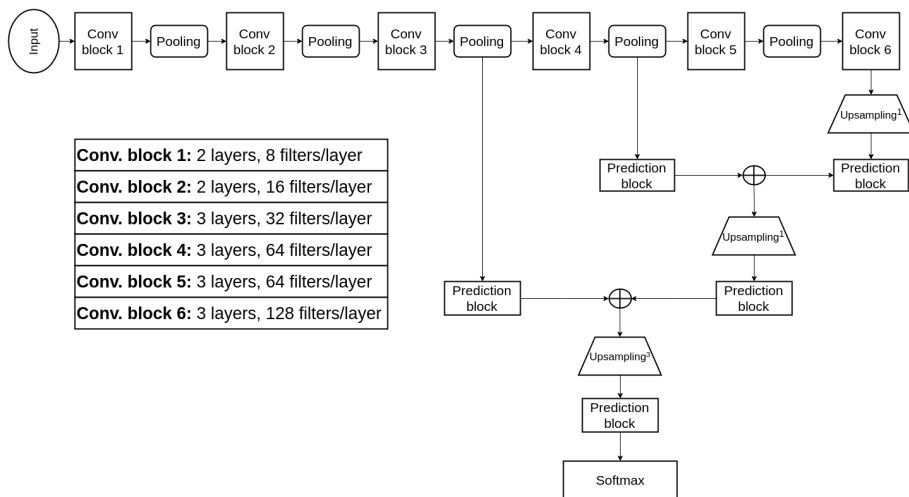 Input
Conv
block 1
Pooling
Conv
block 2
Pooling
Conv
block 3
Pooling
Conv
block 4
Pooling
Conv
block 5
Pooling
Conv
block 6
Upsampling¹
Conv. block 1: 2 layers, 8 filters/layer
Conv. block 2: 2 layers, 16 filters/layer
Conv. block 3: 3 layers, 32 filters/layer
Conv. block 4: 3 layers, 64 filters/layer
Conv. block 5: 3 layers, 64 filters/layer
Conv. block 6: 3 layers, 128 filters/layer
Prediction
block
Prediction
block
Upsampling¹
Prediction
block
Prediction
block
Upsampling³
Prediction
block
Softmax